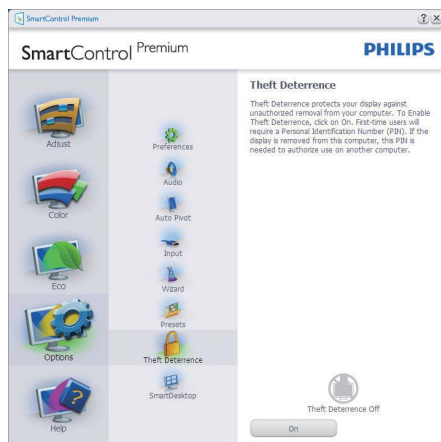 SmartControl Premium
SmartControl Premium
PHILIPS
Adjust
Color
Eco
Options
Help
Preferences
Audio
Auto Pivot
Input
Wizard
Presets
Theft Deterrence
SmartDesktop
Theft Deterrence
Theft Deterrence protects your display against
unauthorized removal from your computer. To Enable
Theft Deterrence, click on On. First-time users will
require a Personal Identification Number (PIN). If the
display is removed from this computer, this PIN is
needed to authorize use on another computer.
Theft Deterrence Off
On